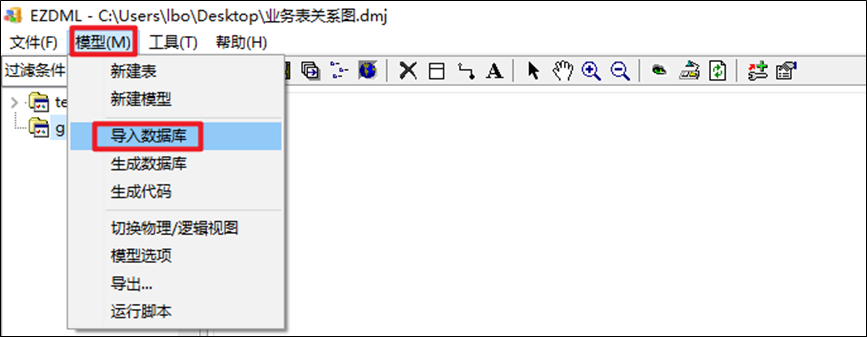 EZDML - C:\Users\lbo\Desktop\业务表关系图.dmj
文件(F) 模型(M) 工具(T) 帮助(H)
过滤条件
新建表
te
新建模型
g
导入数据库
生成数据库
生成代码
切换物理/逻辑视图
模型选项
导出...
运行脚本